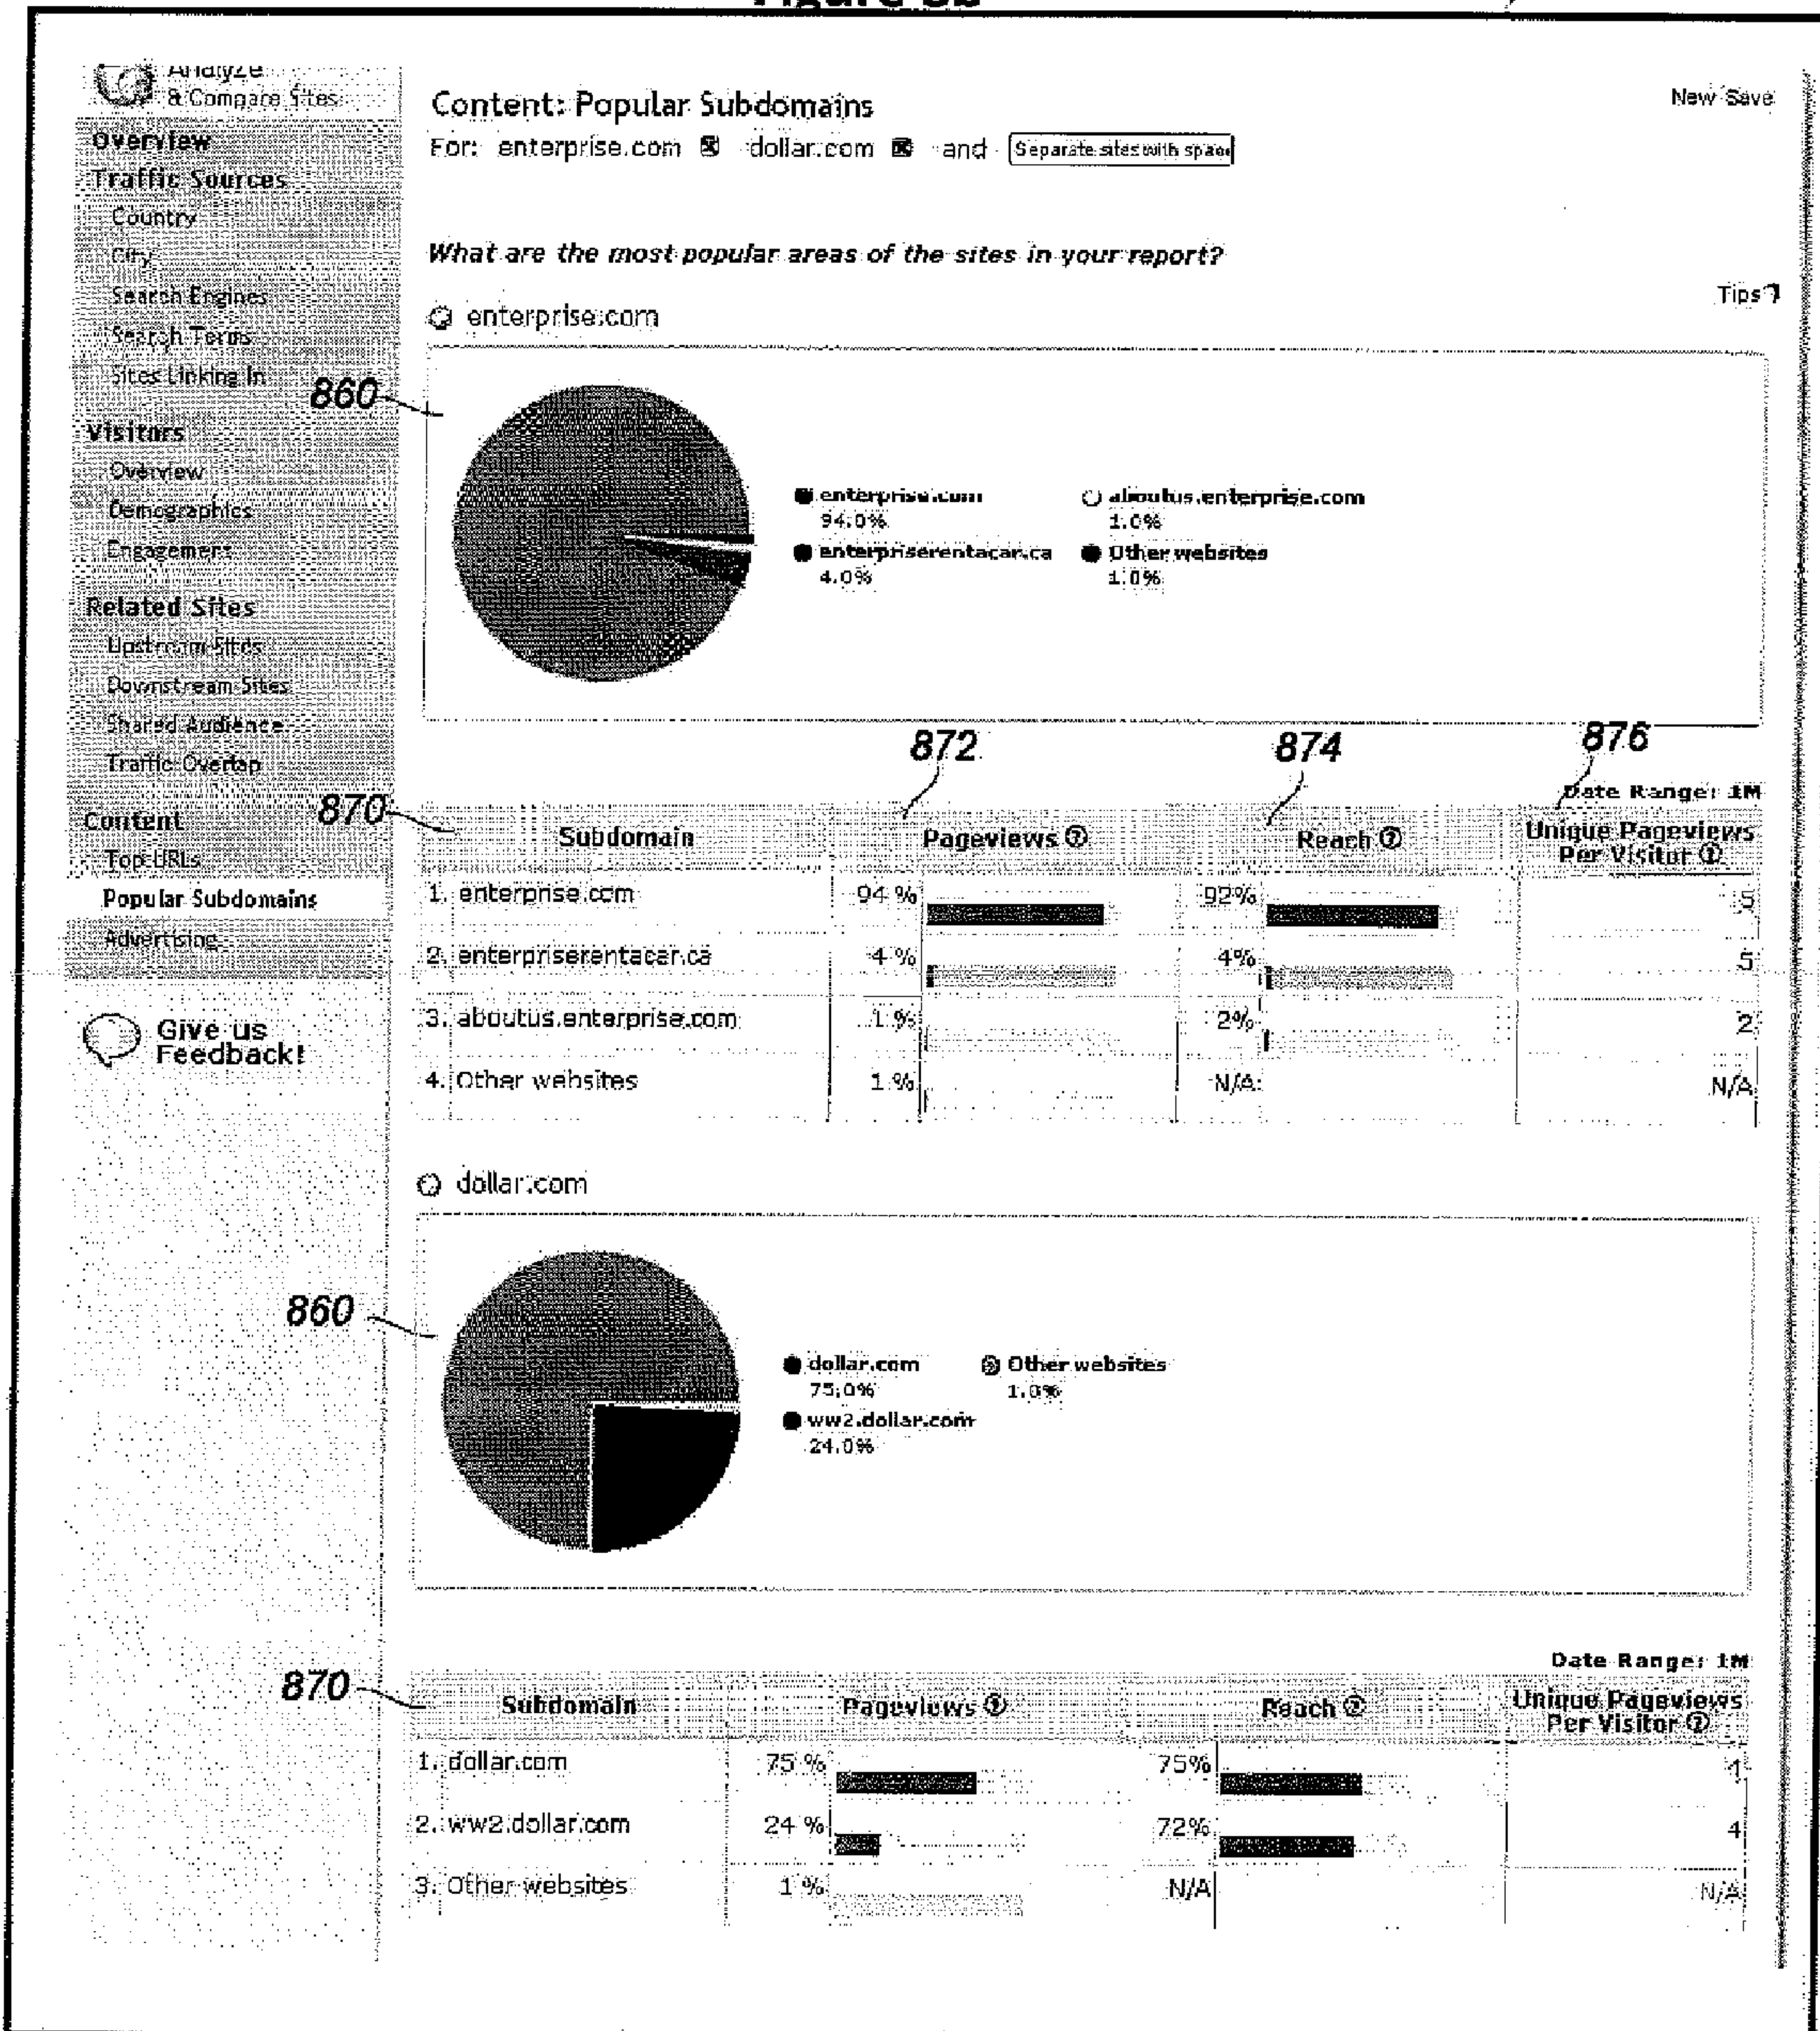 Analyze
& Compare Sites
Overview
Traffic Sources
Country
City
Search Engines
Search Terms
Sites Linking In
Visitors
Overview
Demographics
Engagement
Related Sites
Upstream Sites
Downstream Sites
Shared Audience
Traffic Overlap
Content
Top URLs
Popular Subdomains
Advertising
Give us
Feedback!
Content: Popular Subdomains
New Save
For: enterprise.com dollar.com and Separate sites with space
What are the most popular areas of the sites in your report?
Tips ?
enterprise.com
860
enterprise.com aboutus.enterprise.com
94.0% 1.0%
enterpriserentacar.ca Other websites
4.0% 1.0%
872 874 876
Date Range: 1M
870
Subdomain Pageviews ? Reach ? Unique Pageviews
Per Visitor ?
1. enterprise.com 94 % 92% 5
2. enterpriserentacar.ca 4 % 4% 5
3. aboutus.enterprise.com 1 % 2% 2
4. Other websites 1 % N/A N/A
dollar.com
860
dollar.com Other websites
75.0% 1.0%
ww2.dollar.com
24.0%
Date Range: 1M
870
Subdomain Pageviews ? Reach ? Unique Pageviews
Per Visitor ?
1. dollar.com 75 % 75%
2. ww2.dollar.com 24 % 72% 4
3. Other websites 1 % N/A N/A